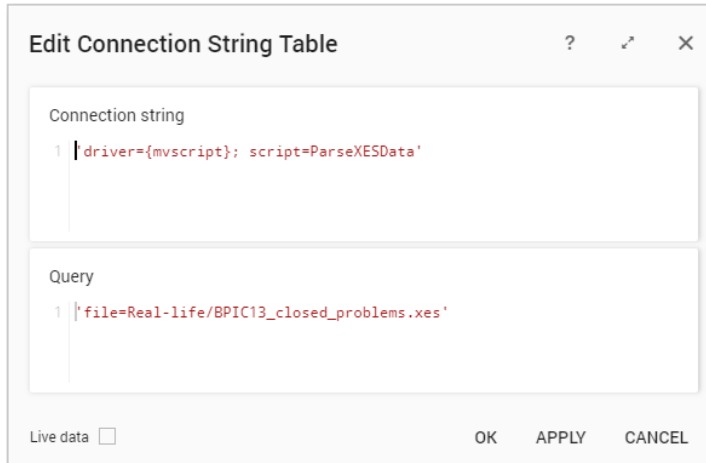 Edit Connection String Table ? ✕
Connection string
1 'driver={mvscript}; script=ParseXESData'
Query
1 'file=Real-life/BPIC13_closed_problems.xes'
Live data OK APPLY CANCEL